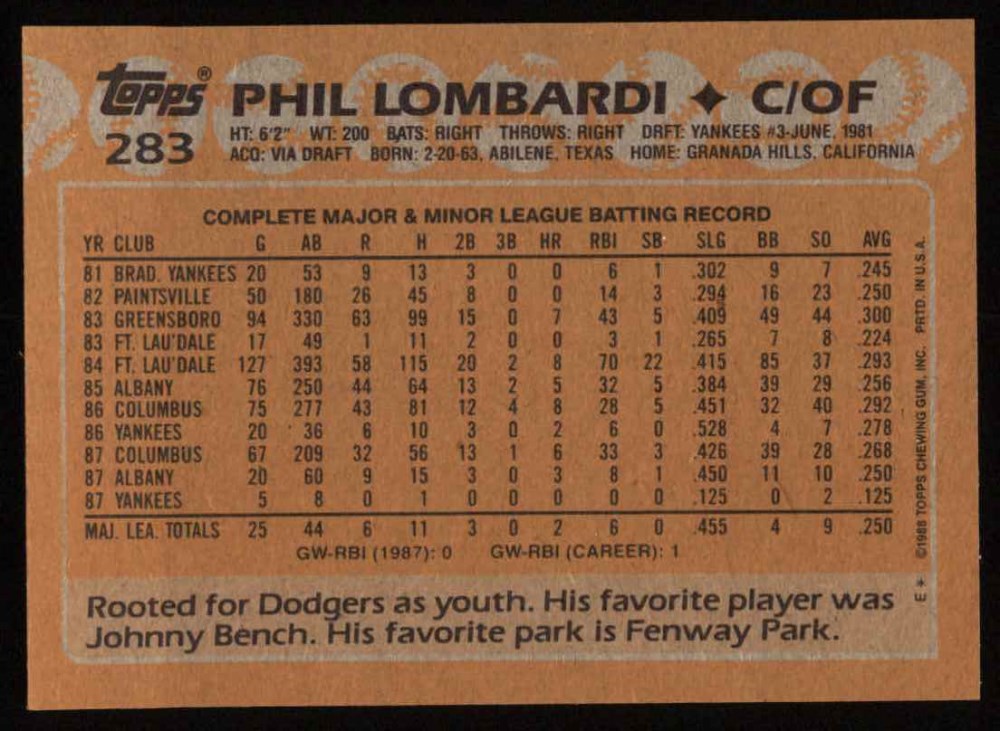 topps® PHIL LOMBARDI ✦ C/OF
283 HT: 6'2" WT: 200 BATS: RIGHT THROWS: RIGHT DRFT: YANKEES #3-JUNE, 1981
ACQ: VIA DRAFT BORN: 2-20-63, ABILENE, TEXAS HOME: GRANADA HILLS, CALIFORNIA
COMPLETE MAJOR & MINOR LEAGUE BATTING RECORD
YR CLUB G AB R H 2B 3B HR RBI SB SLG BB SO AVG
81 BRAD. YANKEES 20 53 9 13 3 0 0 6 1 .302 9 7 .245
82 PAINTSVILLE 50 180 26 45 8 0 0 14 3 .294 16 23 .250
83 GREENSBORO 94 330 63 99 15 0 7 43 5 .409 49 44 .300
83 FT. LAU'DALE 17 49 1 11 2 0 0 3 1 .265 7 8 .224
84 FT. LAU'DALE 127 393 58 115 20 2 8 70 22 .415 85 37 .293
85 ALBANY 76 250 44 64 13 2 5 32 5 .384 39 29 .256
86 COLUMBUS 75 277 43 81 12 4 8 28 5 .451 32 40 .292
86 YANKEES 20 36 6 10 3 0 2 6 0 .528 4 7 .278
87 COLUMBUS 67 209 32 56 13 1 6 33 3 .426 39 28 .268
87 ALBANY 20 60 9 15 3 0 3 8 1 .450 11 10 .250
87 YANKEES 5 8 0 1 0 0 0 0 0 .125 0 2 .125
MAJ. LEA. TOTALS 25 44 6 11 3 0 2 6 0 .455 4 9 .250
GW-RBI (1987): 0 GW-RBI (CAREER): 1
Rooted for Dodgers as youth. His favorite player was
Johnny Bench. His favorite park is Fenway Park.
E* ©1988 TOPPS CHEWING GUM, INC. PRTD. IN U.S.A.